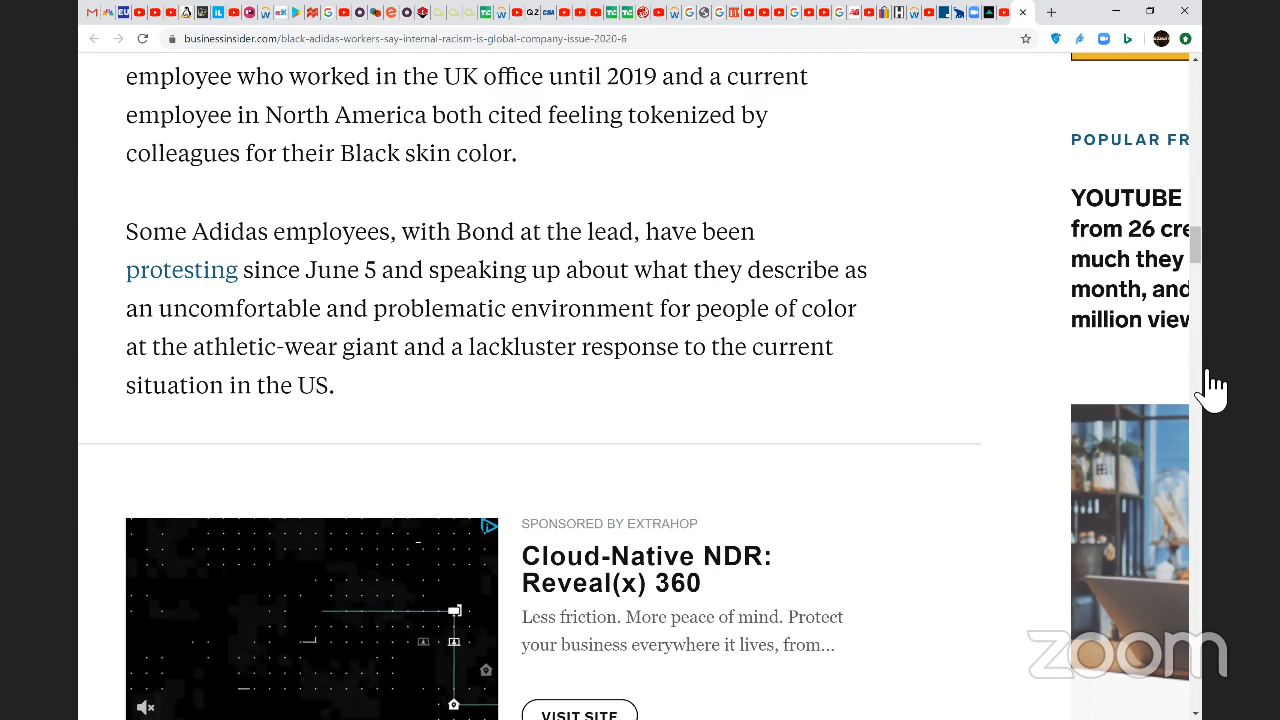 businessinsider.com/black-adidas-workers-say-internal-racism-is-global-company-issue-2020-6
employee who worked in the UK office until 2019 and a current
employee in North America both cited feeling tokenized by
colleagues for their Black skin color.
Some Adidas employees, with Bond at the lead, have been
protesting since June 5 and speaking up about what they describe as
an uncomfortable and problematic environment for people of color
at the athletic-wear giant and a lackluster response to the current
situation in the US.
SPONSORED BY EXTRAHOP
Cloud-Native NDR:
Reveal(x) 360
Less friction. More peace of mind. Protect
your business everywhere it lives, from...
VISIT SITE
POPULAR FR
YOUTUBE
from 26 cre
much they
month, and
million view
zoom